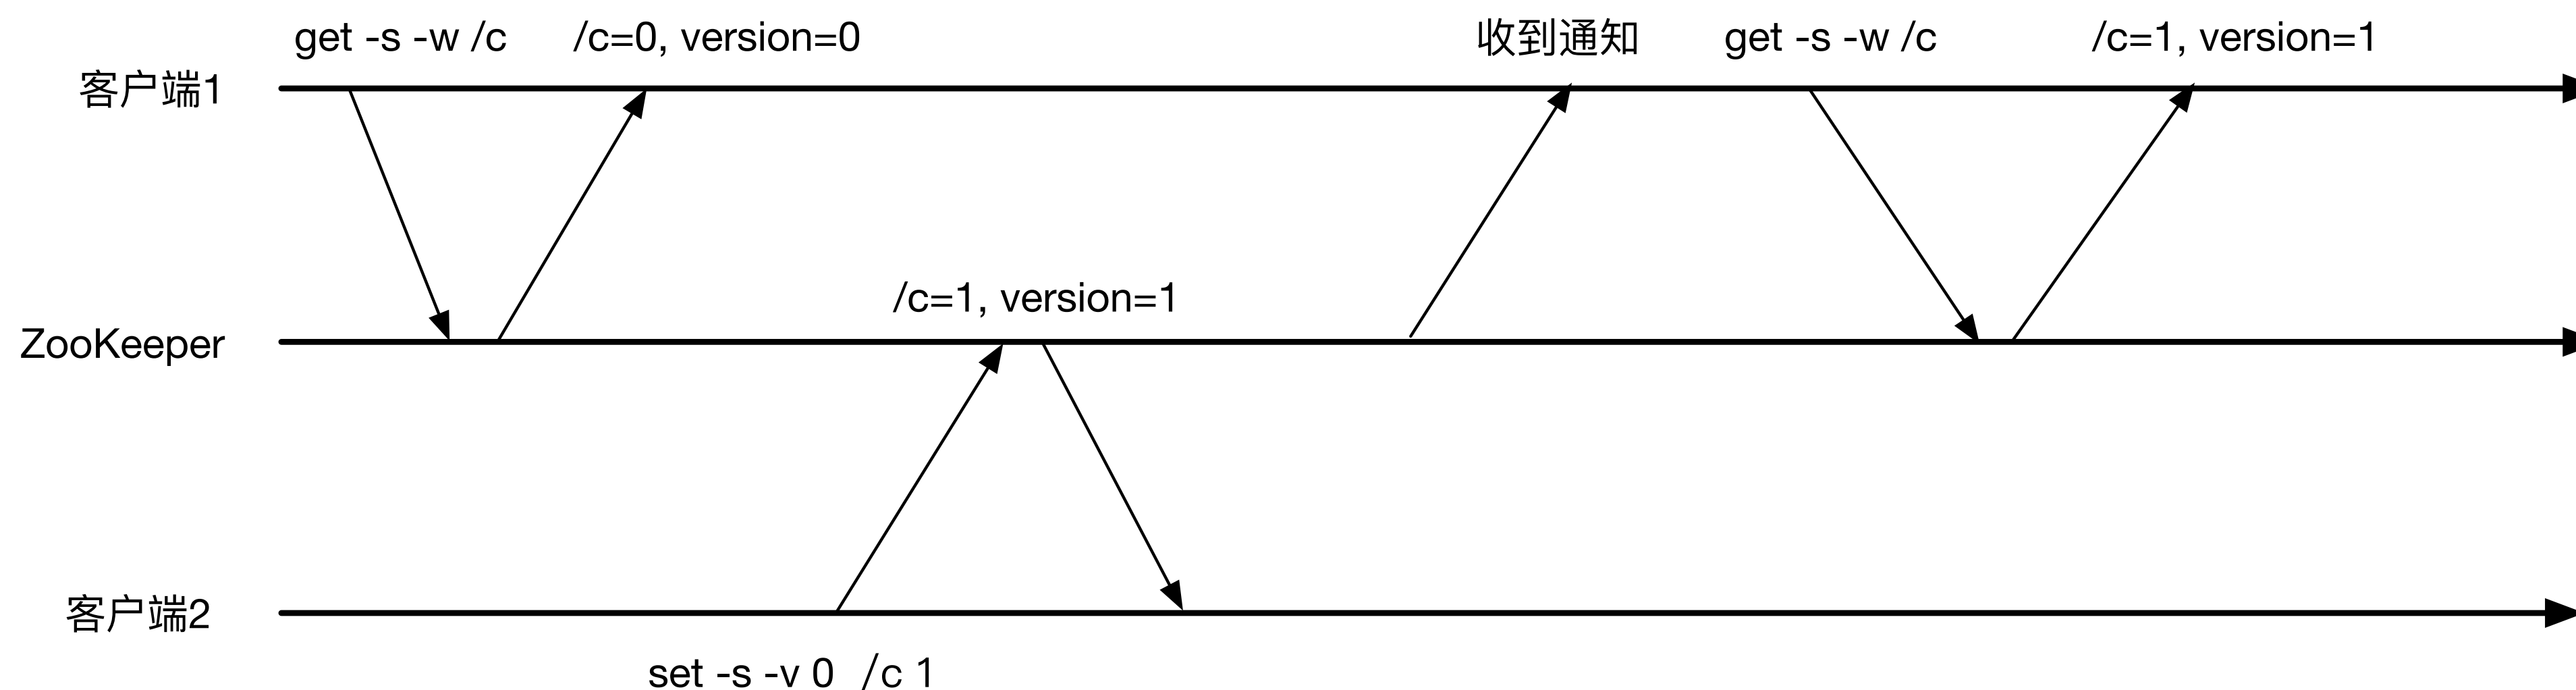 get -s -w /c
/c=0, version=0
收到通知
get -s -w /c
/c=1, version=1
客户端1
/c=1, version=1
ZooKeeper
客户端2
set -s -v 0 /c 1